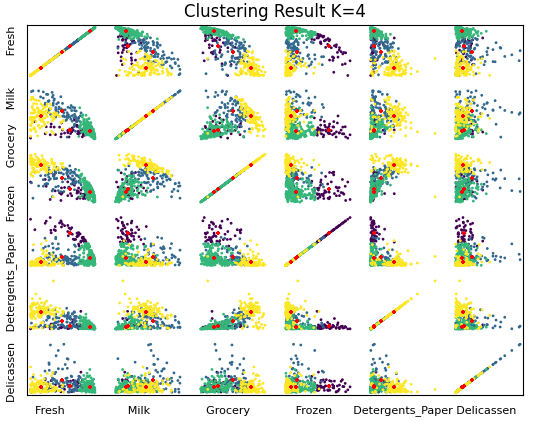 Clustering Result K=4
Fresh
Milk
Grocery
Frozen
Detergents_Paper
Delicassen
Fresh Milk Grocery Frozen Detergents_Paper Delicassen